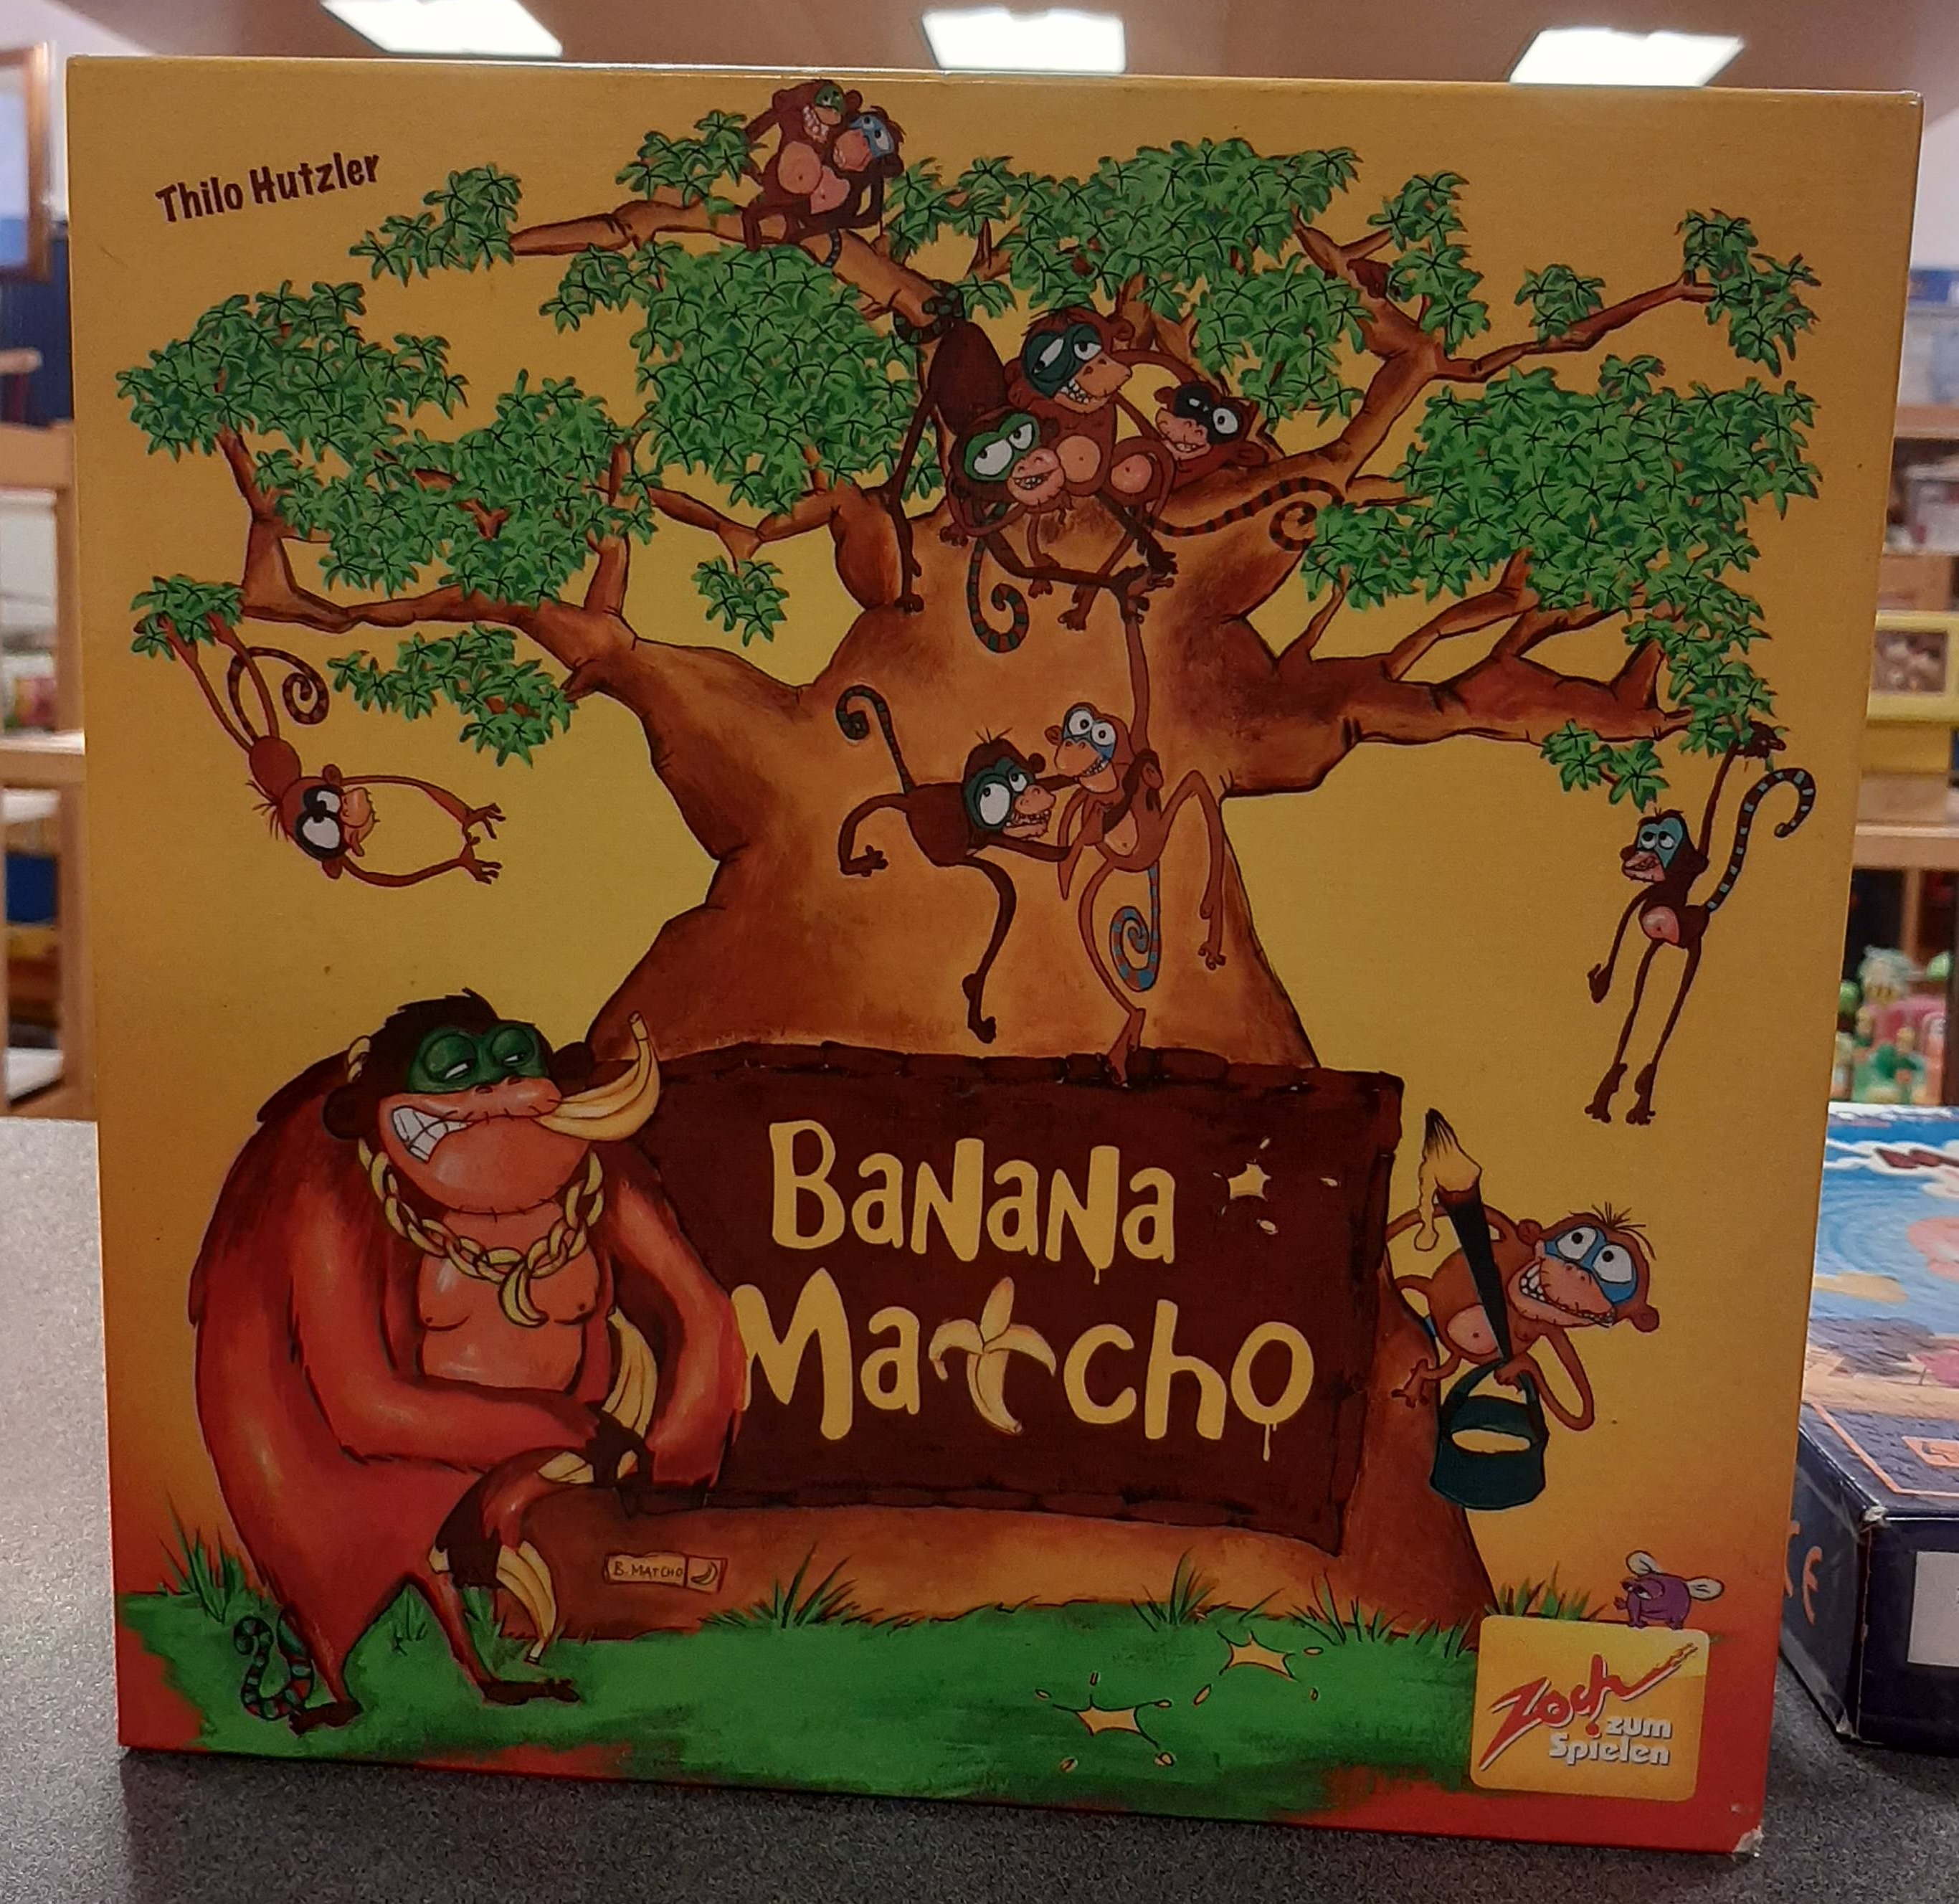 Thilo Hutzler
BaNaNa
Matcho
B. MATCHO
Zoch
zum
Spielen